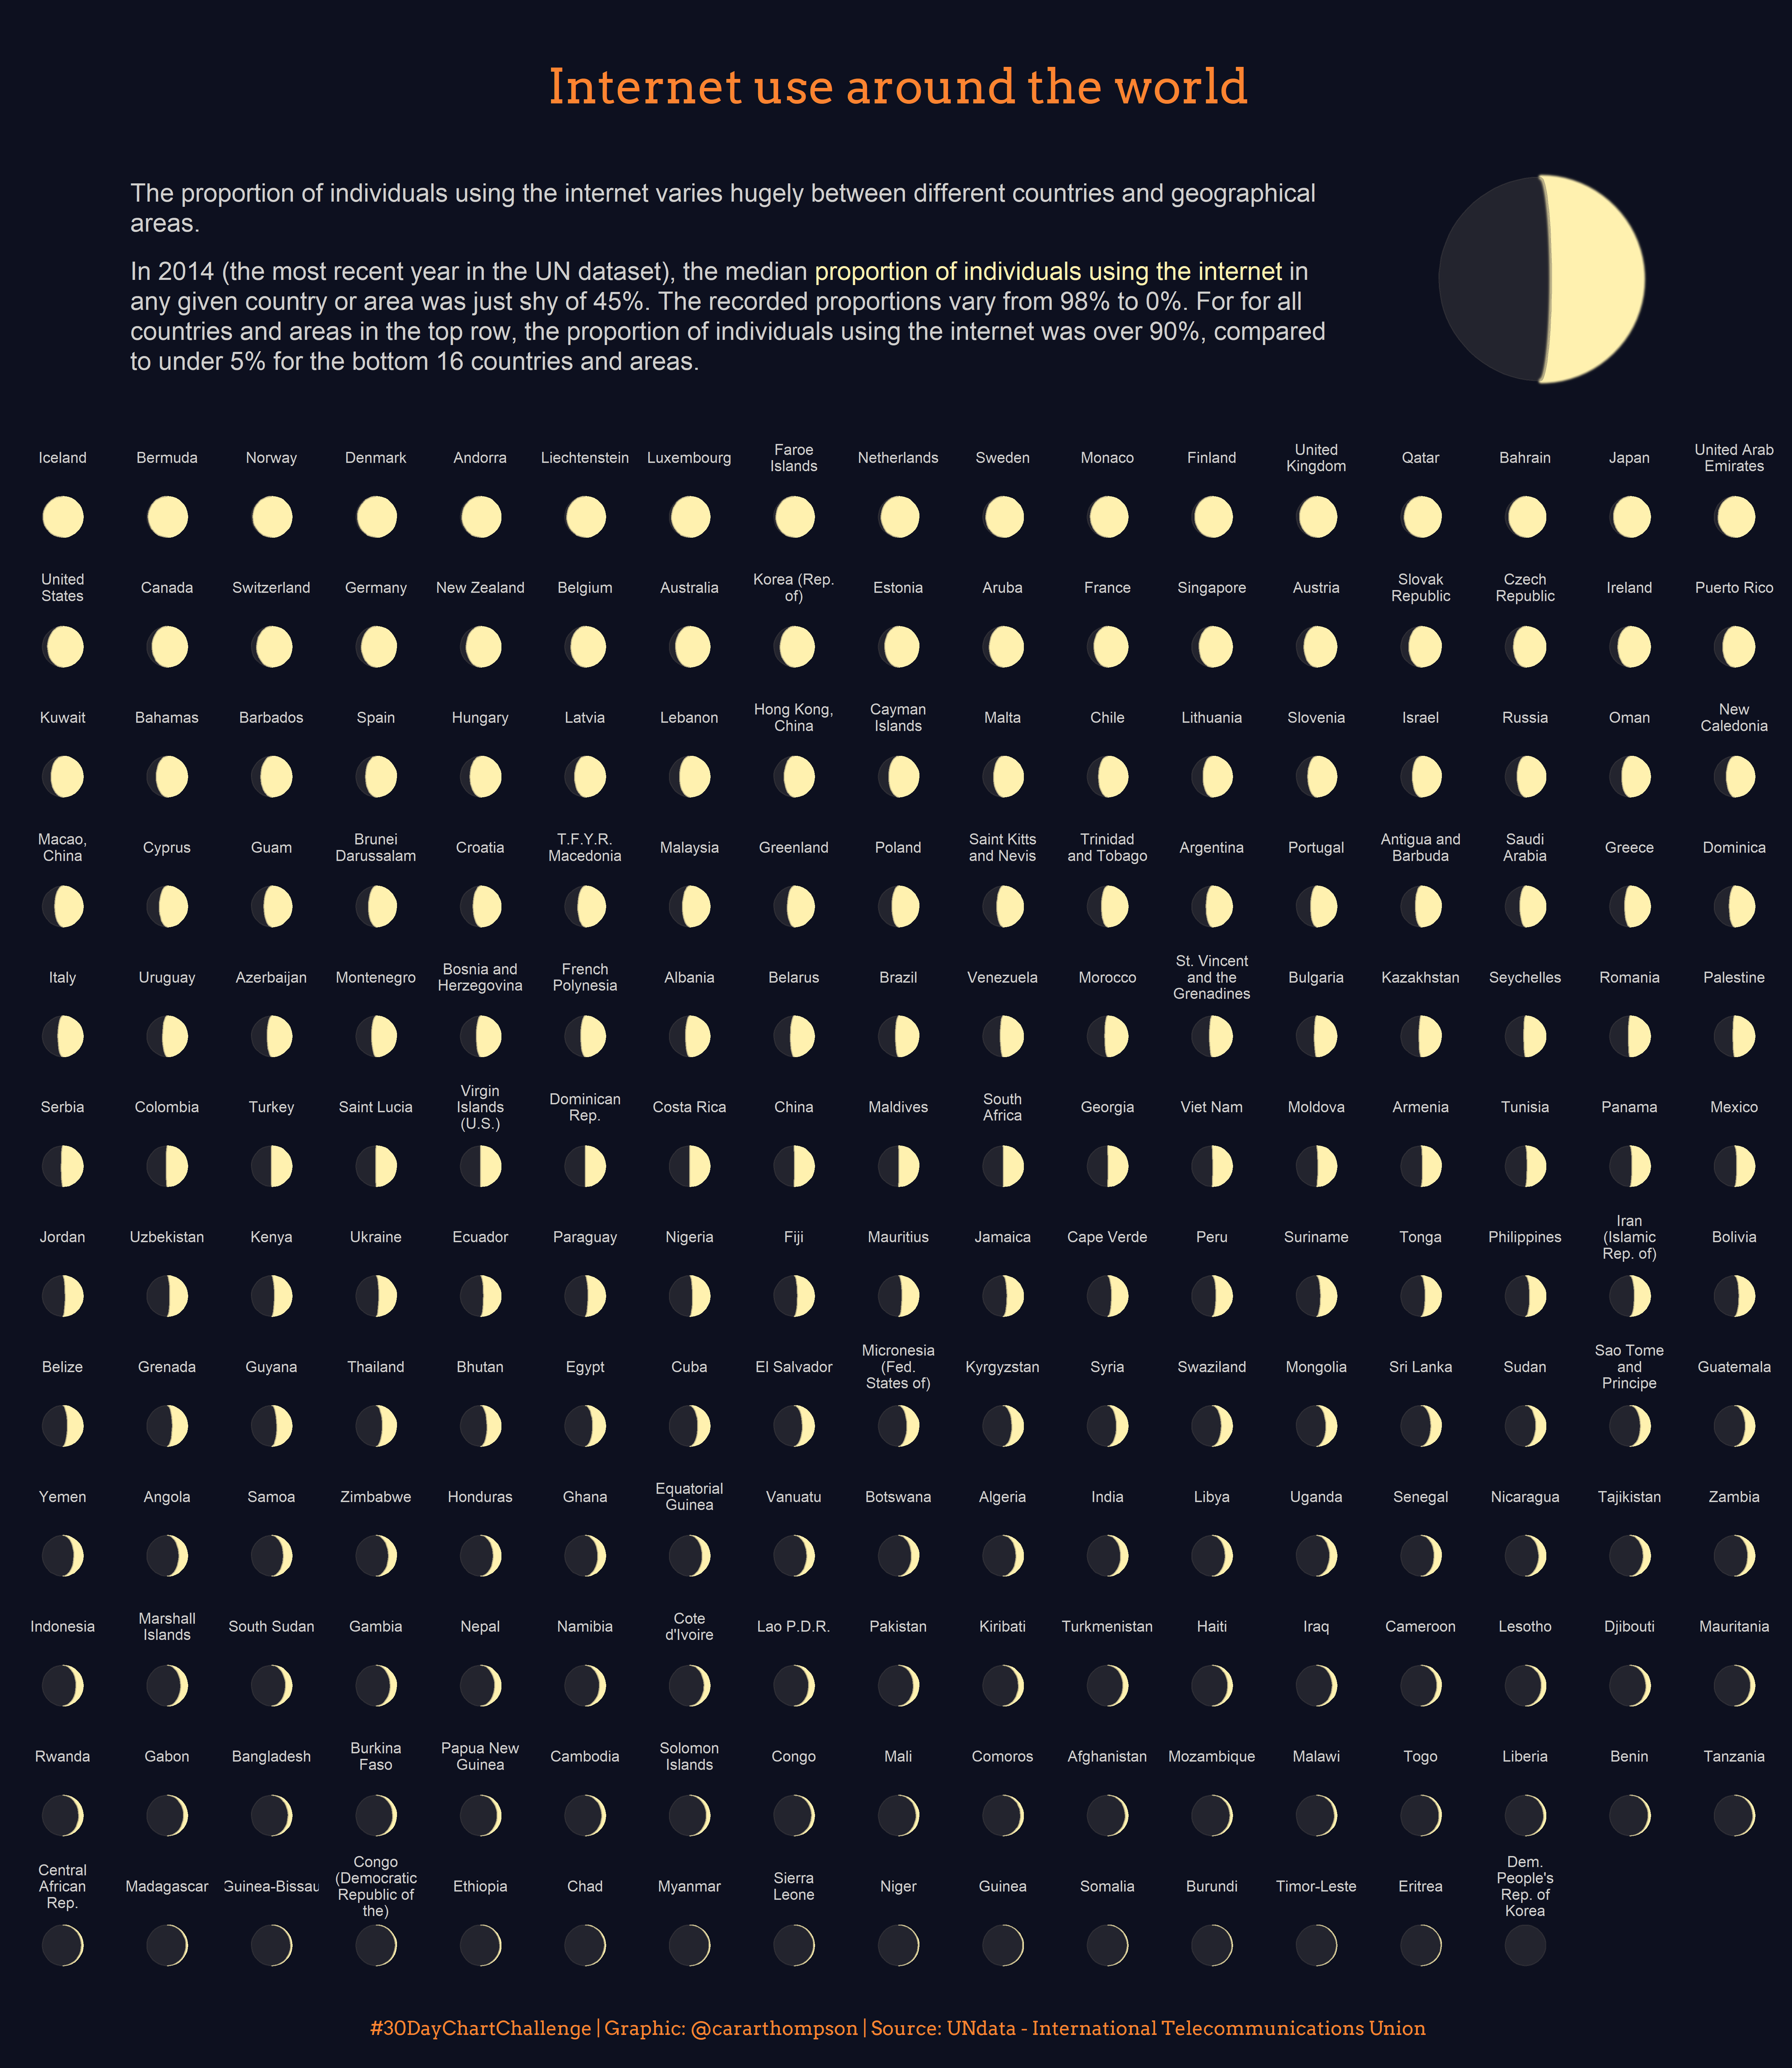 Internet use around the world
The proportion of individuals using the internet varies hugely between different countries and geographical
areas.
In 2014 (the most recent year in the UN dataset), the median proportion of individuals using the internet in
any given country or area was just shy of 45%. The recorded proportions vary from 98% to 0%. For for all
countries and areas in the top row, the proportion of individuals using the internet was over 90%, compared
to under 5% for the bottom 16 countries and areas.
Iceland
Bermuda
Norway
Denmark
Andorra
Liechtenstein
Luxembourg
Faroe
Islands
Netherlands
Sweden
Monaco
Finland
United
Kingdom
Qatar
Bahrain
Japan
United Arab
Emirates
United
States
Canada
Switzerland
Germany
New Zealand
Belgium
Australia
Korea (Rep.
of)
Estonia
Aruba
France
Singapore
Austria
Slovak
Republic
Czech
Republic
Ireland
Puerto Rico
Kuwait
Bahamas
Barbados
Spain
Hungary
Latvia
Lebanon
Hong Kong,
China
Cayman
Islands
Malta
Chile
Lithuania
Slovenia
Israel
Russia
Oman
New
Caledonia
Macao,
China
Cyprus
Guam
Brunei
Darussalam
Croatia
T.F.Y.R.
Macedonia
Malaysia
Greenland
Poland
Saint Kitts
and Nevis
Trinidad
and Tobago
Argentina
Portugal
Antigua and
Barbuda
Saudi
Arabia
Greece
Dominica
Italy
Uruguay
Azerbaijan
Montenegro
Bosnia and
Herzegovina
French
Polynesia
Albania
Belarus
Brazil
Venezuela
Morocco
St. Vincent
and the
Grenadines
Bulgaria
Kazakhstan
Seychelles
Romania
Palestine
Serbia
Colombia
Turkey
Saint Lucia
Virgin
Islands
(U.S.)
Dominican
Rep.
Costa Rica
China
Maldives
South
Africa
Georgia
Viet Nam
Moldova
Armenia
Tunisia
Panama
Mexico
Jordan
Uzbekistan
Kenya
Ukraine
Ecuador
Paraguay
Nigeria
Fiji
Mauritius
Jamaica
Cape Verde
Peru
Suriname
Tonga
Philippines
Iran
(Islamic
Rep. of)
Bolivia
Belize
Grenada
Guyana
Thailand
Bhutan
Egypt
Cuba
El Salvador
Micronesia
(Fed.
States of)
Kyrgyzstan
Syria
Swaziland
Mongolia
Sri Lanka
Sudan
Sao Tome
and
Principe
Guatemala
Yemen
Angola
Samoa
Zimbabwe
Honduras
Ghana
Equatorial
Guinea
Vanuatu
Botswana
Algeria
India
Libya
Uganda
Senegal
Nicaragua
Tajikistan
Zambia
Indonesia
Marshall
Islands
South Sudan
Gambia
Nepal
Namibia
Cote
d'Ivoire
Lao P.D.R.
Pakistan
Kiribati
Turkmenistan
Haiti
Iraq
Cameroon
Lesotho
Djibouti
Mauritania
Rwanda
Gabon
Bangladesh
Burkina
Faso
Papua New
Guinea
Cambodia
Solomon
Islands
Congo
Mali
Comoros
Afghanistan
Mozambique
Malawi
Togo
Liberia
Benin
Tanzania
Central
African
Rep.
Madagascar
Guinea-Bissau
Congo
(Democratic
Republic of
the)
Ethiopia
Chad
Myanmar
Sierra
Leone
Niger
Guinea
Somalia
Burundi
Timor-Leste
Eritrea
Dem.
People's
Rep. of
Korea
#30DayChartChallenge | Graphic: @cararthompson | Source: UNdata - International Telecommunications Union